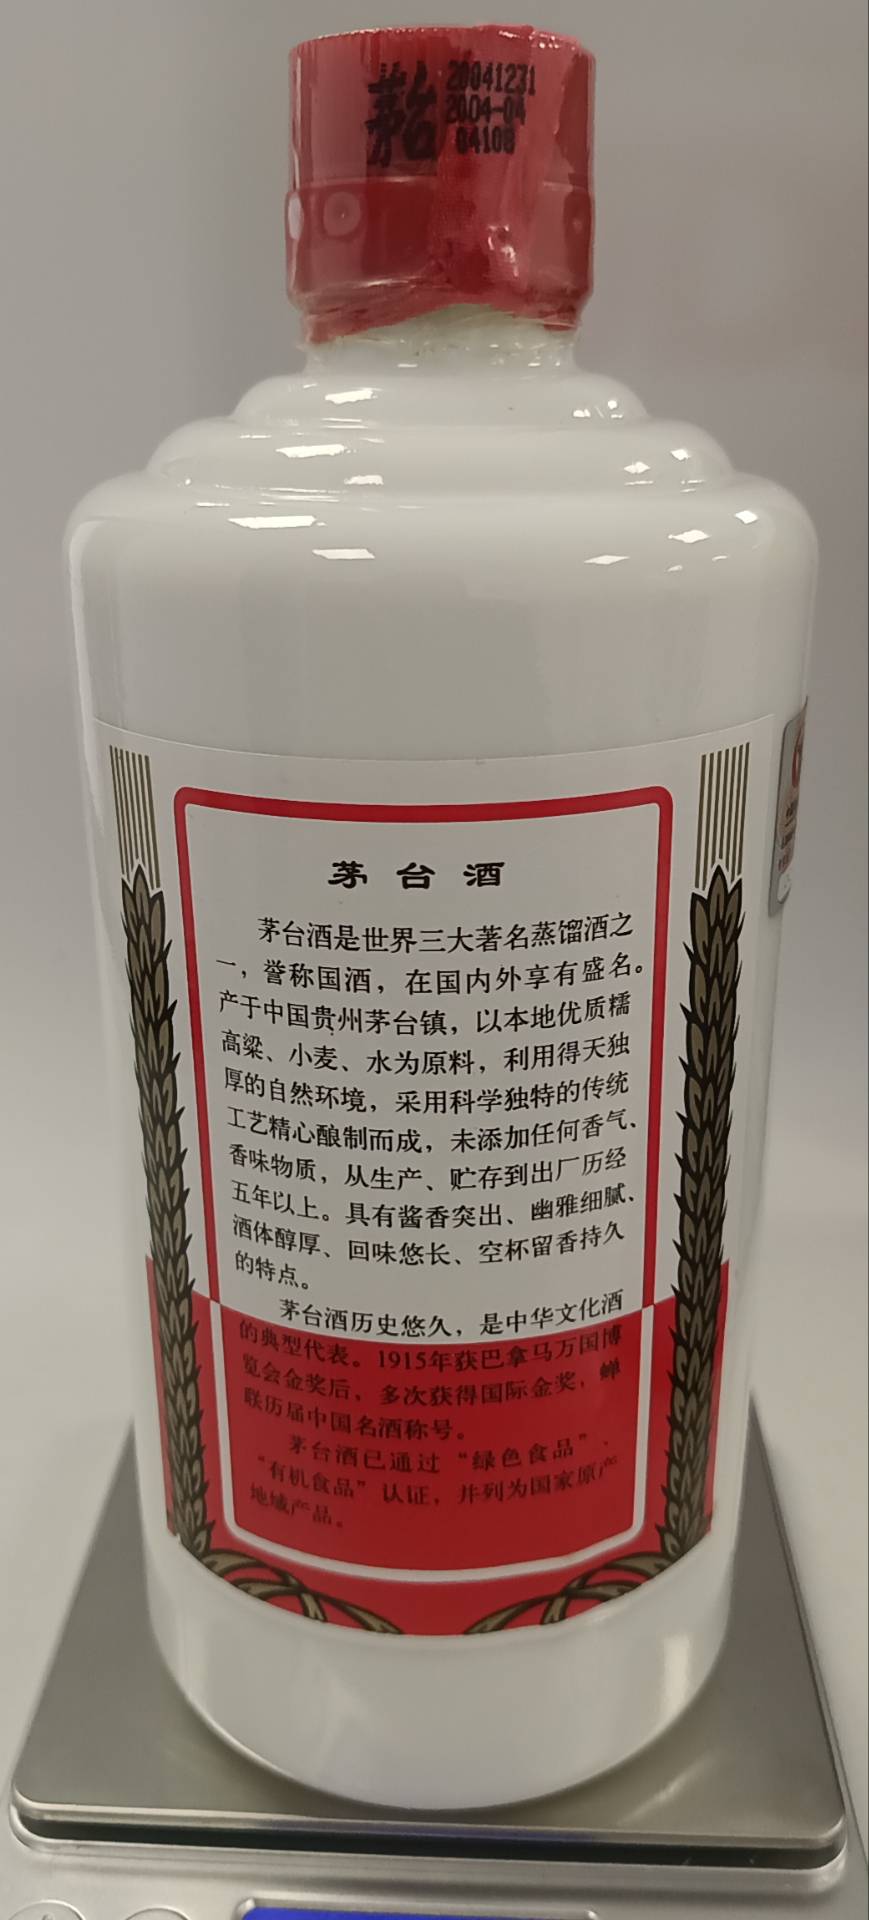 茅台
20041231
2004-04
04108
茅台酒
茅台酒是世界三大著名蒸馏酒之
一，誉称国酒，在国内外享有盛名。
产于中国贵州茅台镇，以本地优质糯
高粱、小麦、水为原料，利用得天独
厚的自然环境，采用科学独特的传统
工艺精心酿制而成，未添加任何香气、
香味物质，从生产、贮存到出厂历经
五年以上。具有酱香突出、幽雅细腻、
酒体醇厚、回味悠长、空杯留香持久
的特点。
茅台酒历史悠久，是中华文化酒
的典型代表。1915年获巴拿马万国博
览会金奖后，多次获得国际金奖，蝉
联历届中国名酒称号。
茅台酒已通过“绿色食品”、
“有机食品”认证，并列为国家原产
地域产品。